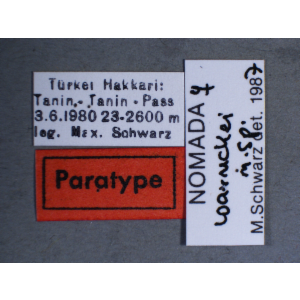 Türkei Hakkari:
Tanin.- Tanin - Pass
3.6.1980 23-2600 m
leg. Max. Schwarz
Paratype
NOMADA ♀
warnckei
n. sp.
M. Schwarz det. 1987